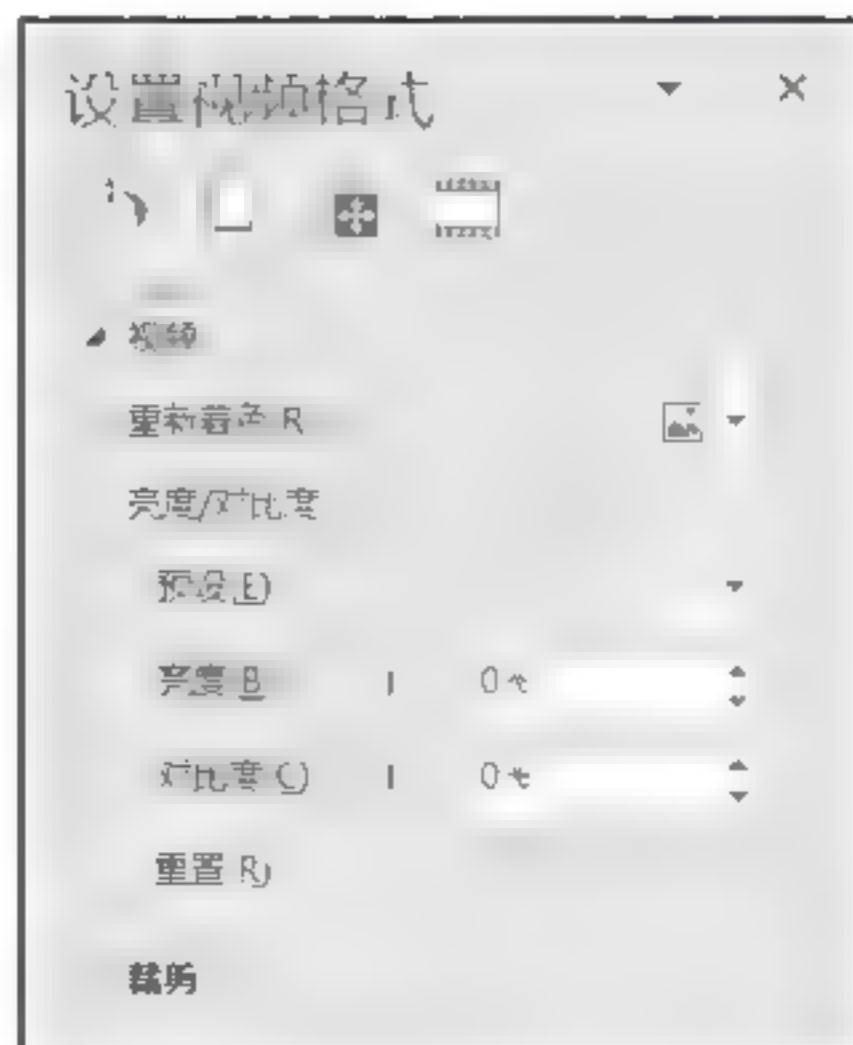 设置视频格式
视频
重新着色 R
亮度/对比度
预设 E)
亮度 B
0 %
对比度 C)
0 %
重置 R)
裁剪